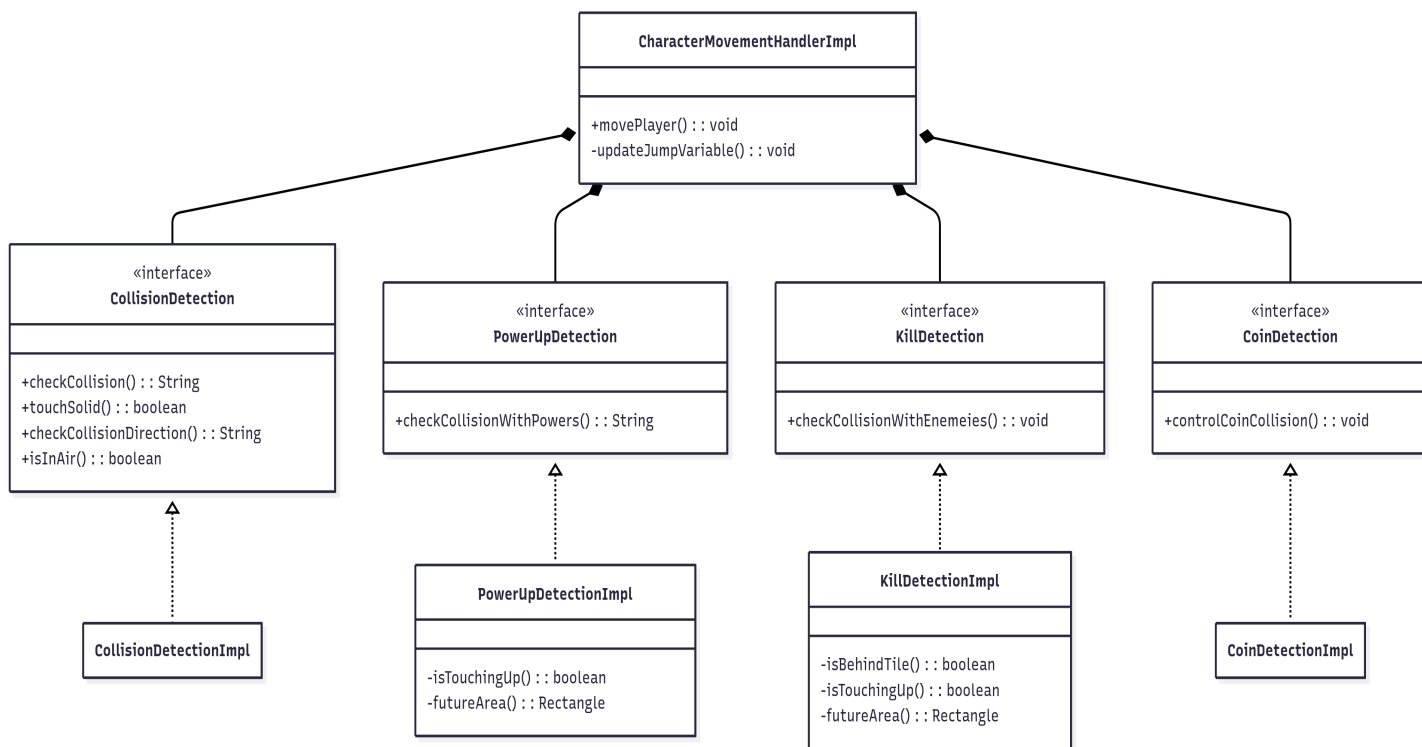 CharacterMovementHandlerImpl
+movePlayer() : : void
-updateJumpVariable() : : void
«interface»
CollisionDetection
+checkCollision() : : String
+touchSolid() : : boolean
+checkCollisionDirection() : : String
+isInAir() : : boolean
«interface»
PowerUpDetection
+checkCollisionWithPowers() : : String
«interface»
KillDetection
+checkCollisionWithEnemeies() : : void
«interface»
CoinDetection
+controlCoinCollision() : : void
CollisionDetectionImpl
PowerUpDetectionImpl
-isTouchingUp() : : boolean
-futureArea() : : Rectangle
KillDetectionImpl
-isBehindTile() : : boolean
-isTouchingUp() : : boolean
-futureArea() : : Rectangle
CoinDetectionImpl